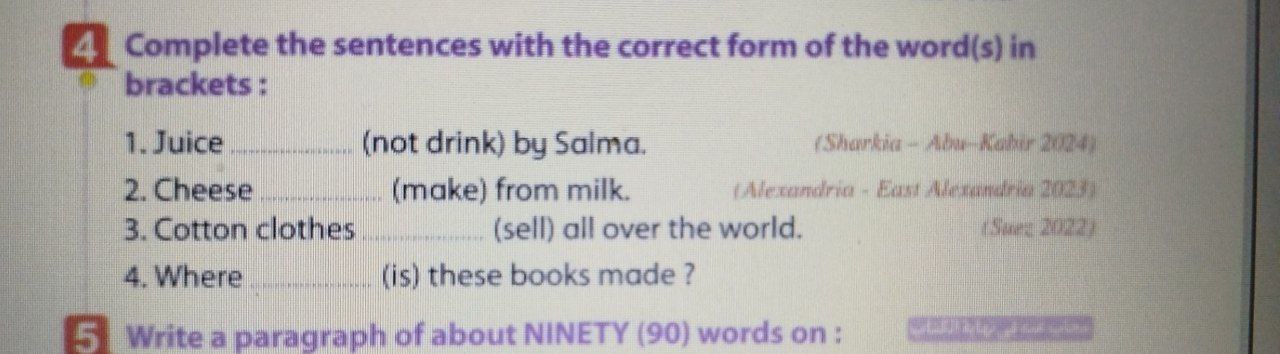 4 Complete the sentences with the correct form of the word(s) in
brackets :
1. Juice .................... (not drink) by Salma. (Sharkia - Abu-Kabir 2024)
2. Cheese .................... (make) from milk. (Alexandria - East Alexandria 2023)
3. Cotton clothes .................... (sell) all over the world. (Suez 2022)
4. Where .................... (is) these books made ?
5 Write a paragraph of about NINETY (90) words on :